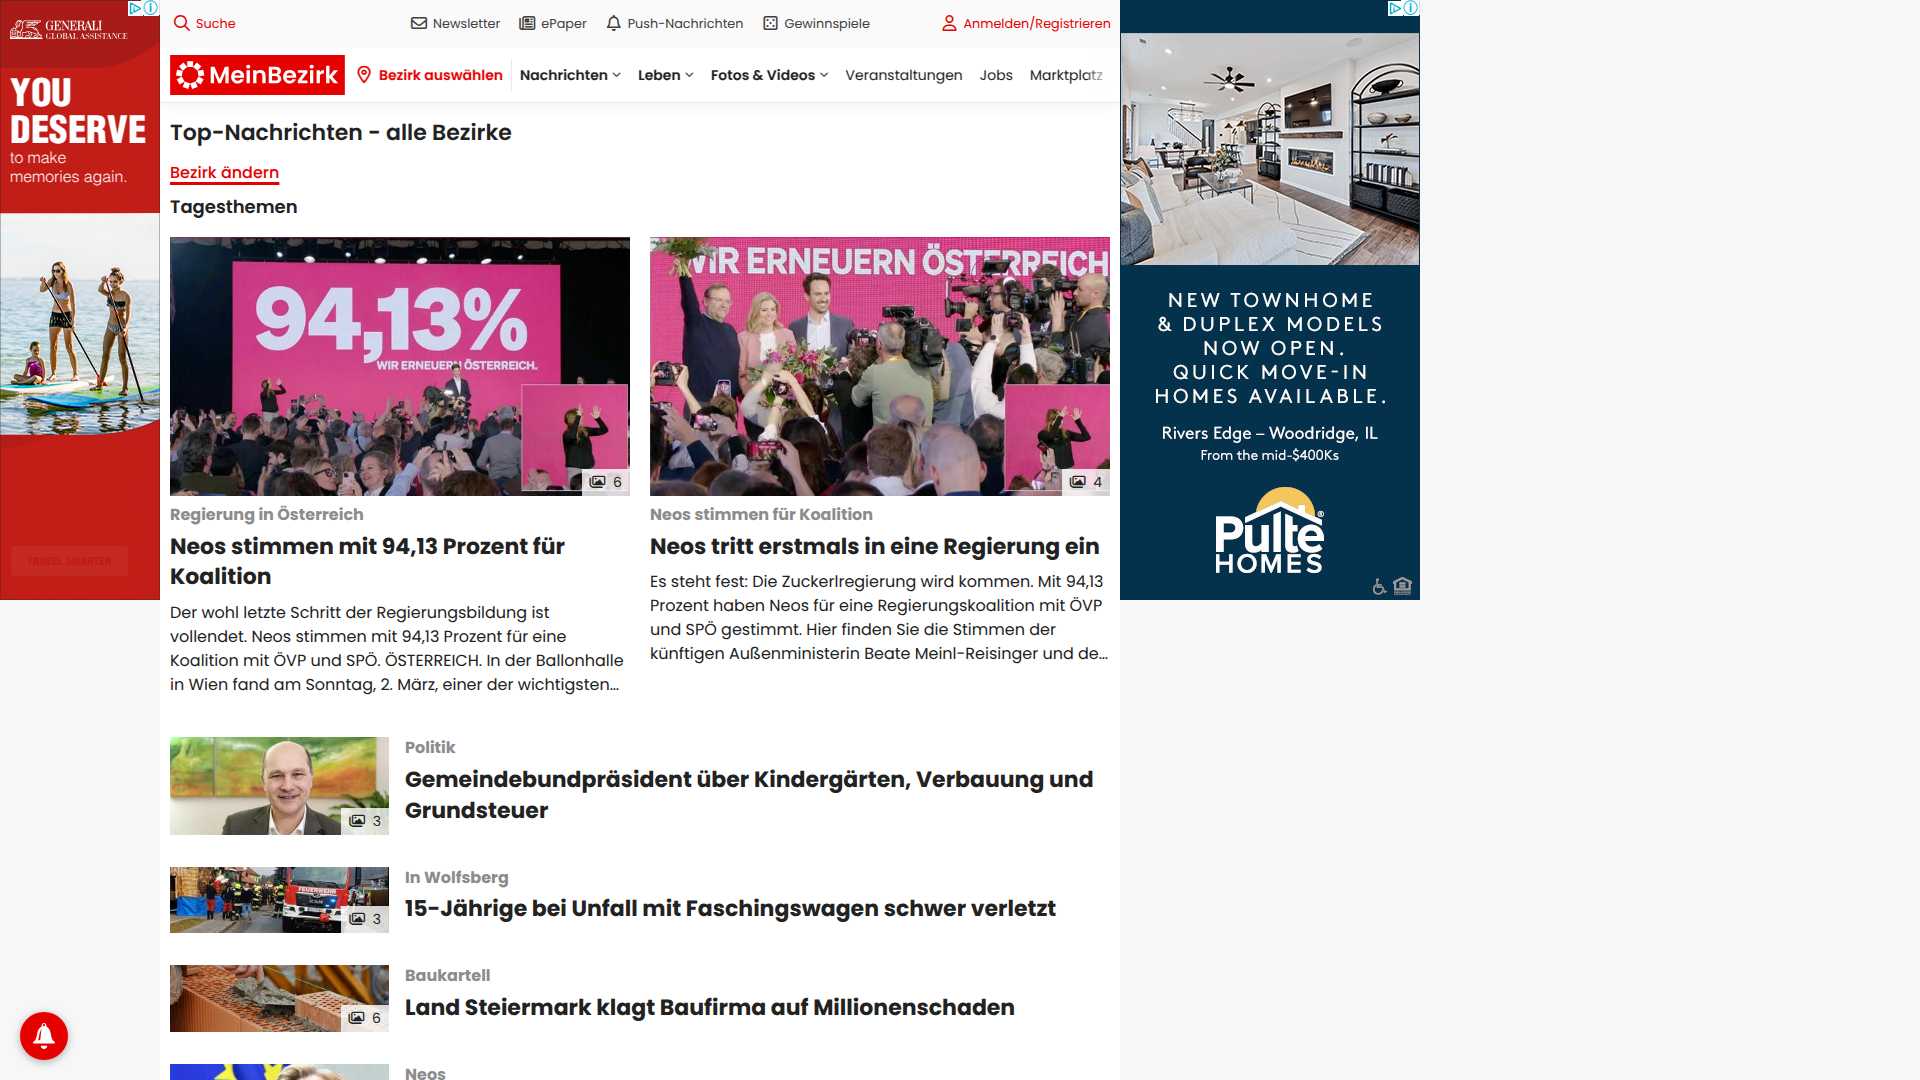 Suche
Newsletter
ePaper
Push-Nachrichten
Gewinnspiele
Anmelden/Registrieren
MeinBezirk
Bezirk auswählen
Nachrichten
Leben
Fotos & Videos
Veranstaltungen
Jobs
Marktplatz
GENERALI
GLOBAL ASSISTANCE
YOU
DESERVE
to make
memories again.
TRAVEL SMARTER
Top-Nachrichten - alle Bezirke
Bezirk ändern
Tagesthemen
94,13%
WIR ERNEUERN ÖSTERREICH.
6
Regierung in Österreich
Neos stimmen mit 94,13 Prozent für
Koalition
Der wohl letzte Schritt der Regierungsbildung ist
vollendet. Neos stimmen mit 94,13 Prozent für eine
Koalition mit ÖVP und SPÖ. ÖSTERREICH. In der Ballonhalle
in Wien fand am Sonntag, 2. März, einer der wichtigsten...
WIR ERNEUERN ÖSTERREICH
4
Neos stimmen für Koalition
Neos tritt erstmals in eine Regierung ein
Es steht fest: Die Zuckerlregierung wird kommen. Mit 94,13
Prozent haben Neos für eine Regierungskoalition mit ÖVP
und SPÖ gestimmt. Hier finden Sie die Stimmen der
künftigen Außenministerin Beate Meinl-Reisinger und de...
3
Politik
Gemeindebundpräsident über Kindergärten, Verbauung und
Grundsteuer
FEUERWEHR
3
In Wolfsberg
15-Jährige bei Unfall mit Faschingswagen schwer verletzt
6
Baukartell
Land Steiermark klagt Baufirma auf Millionenschaden
Neos
NEW TOWNHOME
& DUPLEX MODELS
NOW OPEN.
QUICK MOVE-IN
HOMES AVAILABLE.
Rivers Edge – Woodridge, IL
From the mid-$400Ks
Pulte®
HOMES